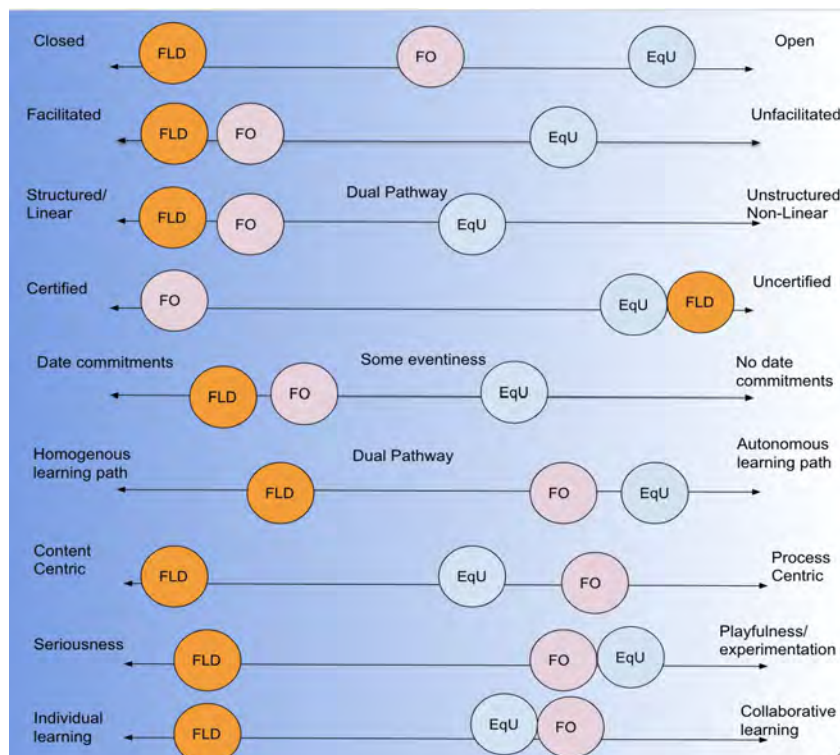 Closed
FLD
FO
EqU
Open
Facilitated
FLD
FO
EqU
Unfacilitated
Structured/
Linear
FLD
FO
Dual Pathway
EqU
Unstructured
Non-Linear
Certified
FO
EqU
FLD
Uncertified
Date commitments
FLD
FO
Some eventiness
EqU
No date
commitments
Homogenous
learning path
FLD
Dual Pathway
FO
EqU
Autonomous
learning path
Content
Centric
FLD
EqU
FO
Process
Centric
Seriousness
FLD
FO
EqU
Playfulness/
experimentation
Individual
learning
FLD
EqU
FO
Collaborative
learning